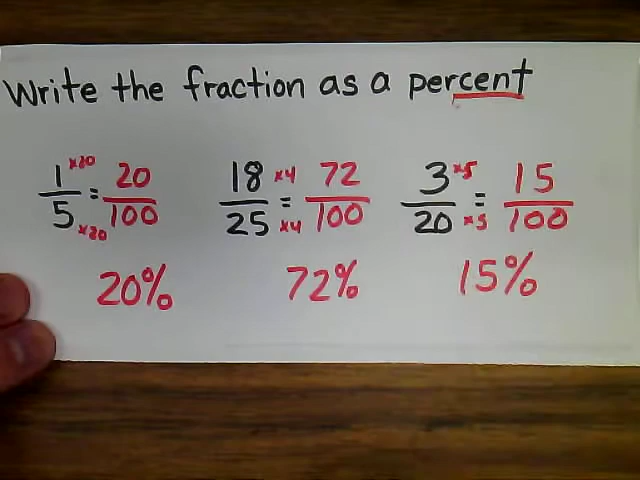 Write the fraction as a percent
1 ×20 20 18 ×4 72 3 ×5 15
= = =
5 ×20 100 25 ×4 100 20 ×5 100
20% 72% 15%